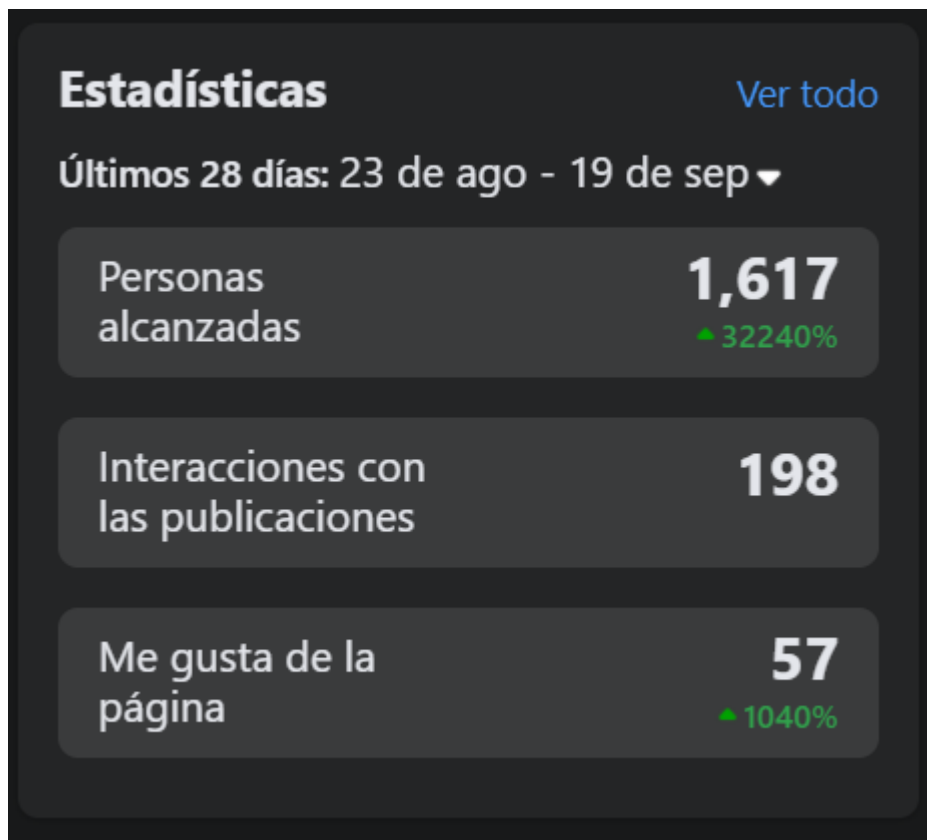 Estadísticas
Ver todo
Últimos 28 días: 23 de ago - 19 de sep
Personas
alcanzadas
1,617
32240%
Interacciones con
las publicaciones
198
Me gusta de la
página
57
1040%